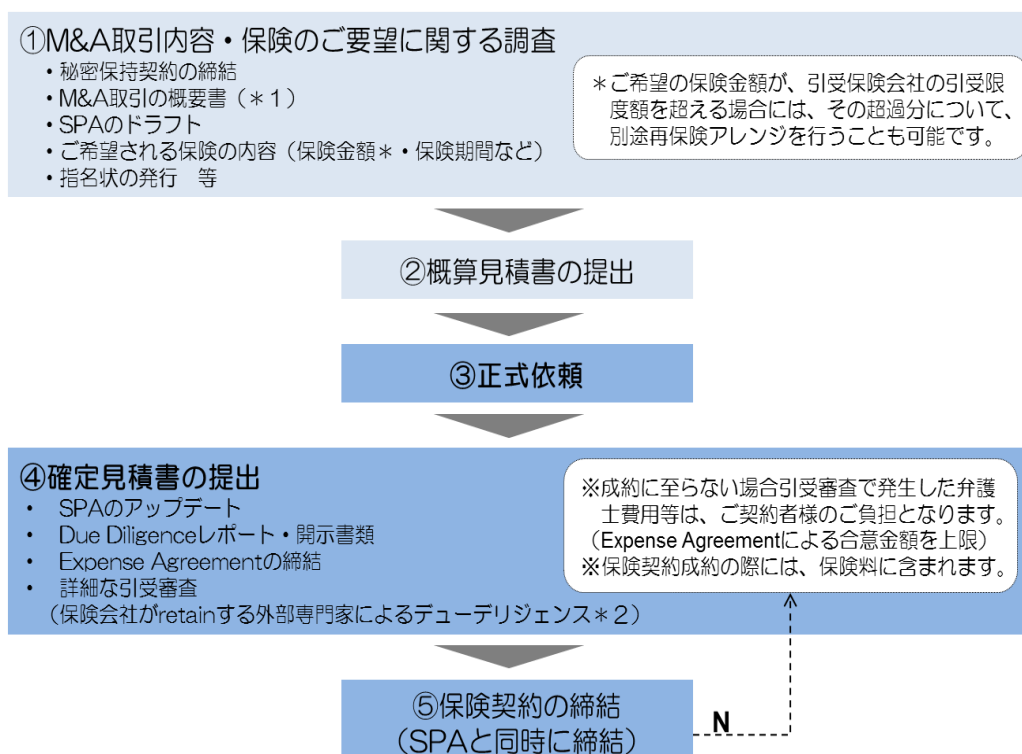 ①M&A取引内容・保険のご要望に関する調査
・秘密保持契約の締結
・M&A取引の概要書（＊1）
・SPAのドラフト
・ご希望される保険の内容（保険金額＊・保険期間など）
・指名状の発行　等
＊ご希望の保険金額が、引受保険会社の引受限
度額を超える場合には、その超過分について、
別途再保険アレンジを行うことも可能です。
②概算見積書の提出
③正式依頼
④確定見積書の提出
・ SPAのアップデート
・ Due Diligenceレポート・開示書類
・ Expense Agreementの締結
・ 詳細な引受審査
（保険会社がretainする外部専門家によるデューデリジェンス＊2）
※成約に至らない場合引受審査で発生した弁護
士費用等は、ご契約者様のご負担となります。
（Expense Agreementによる合意金額を上限）
※保険契約成約の際には、保険料に含まれます。
⑤保険契約の締結
（SPAと同時に締結）
N